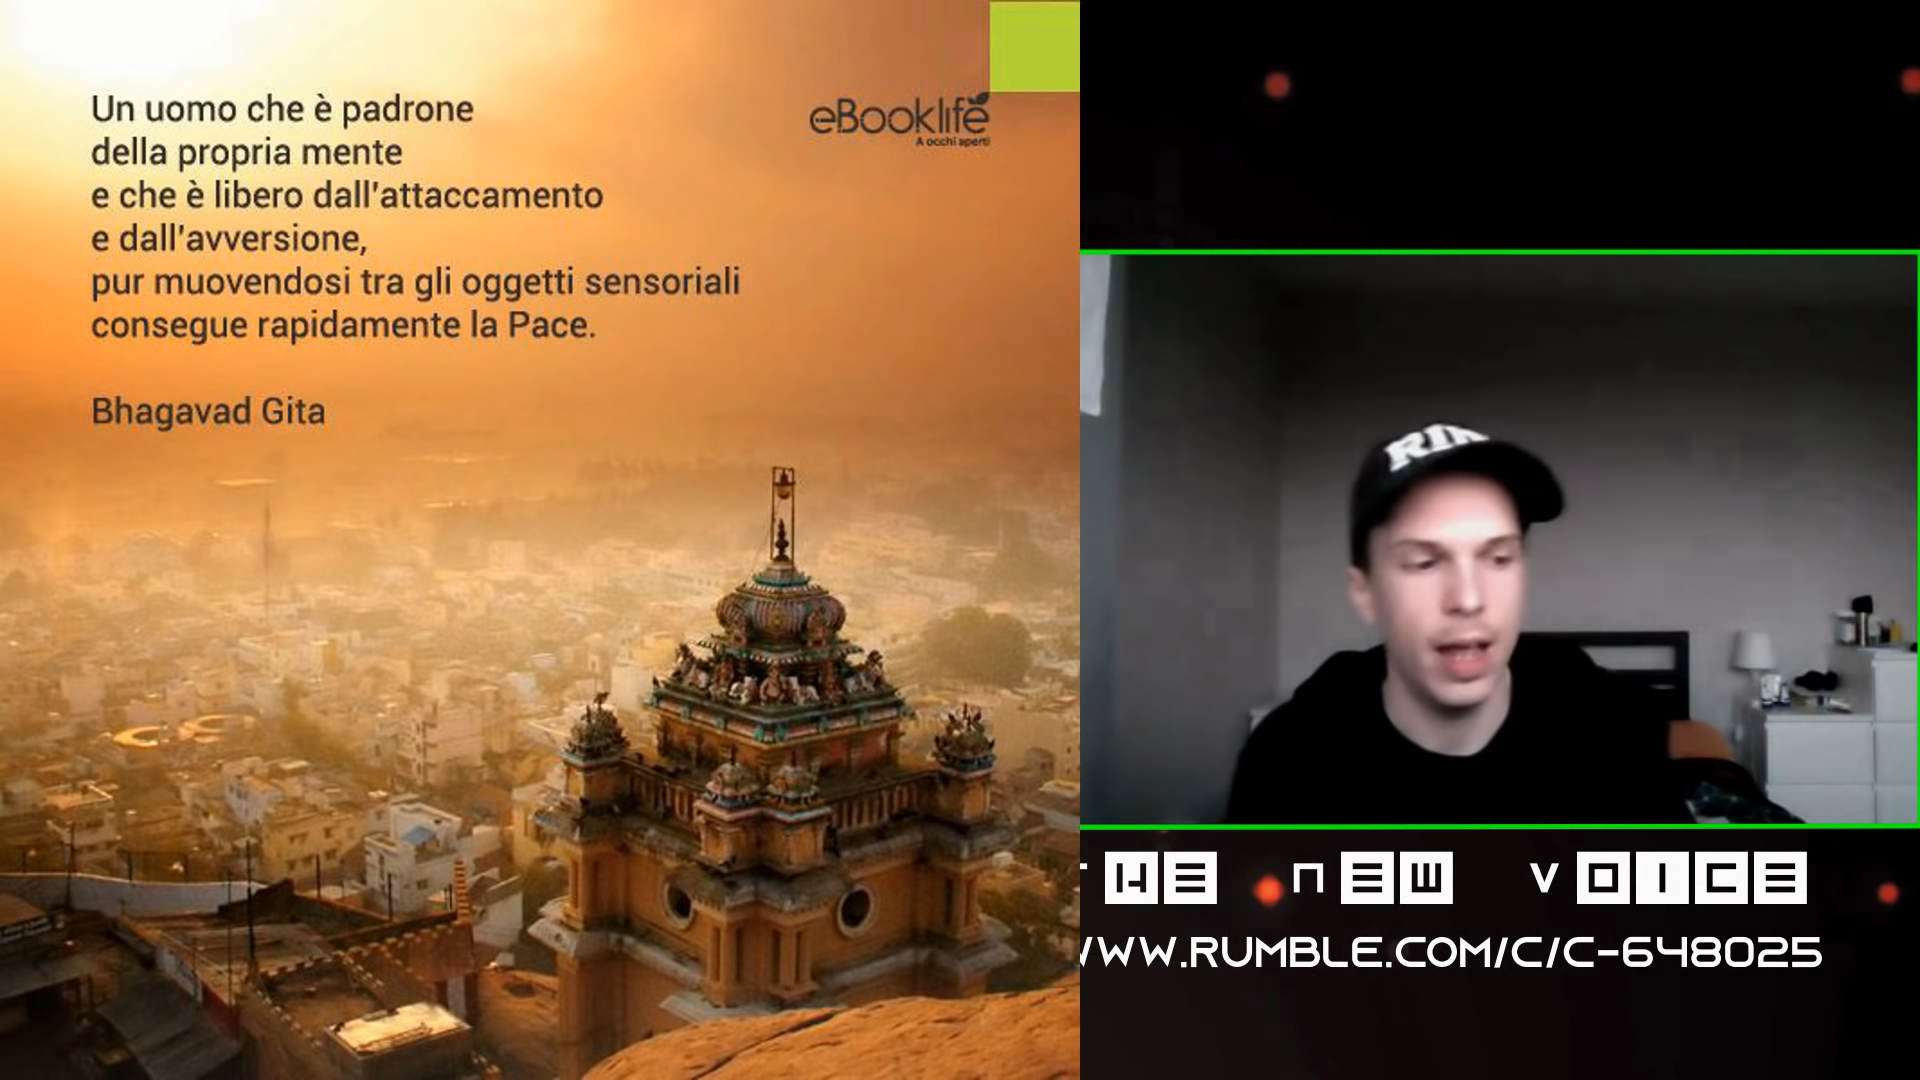 Un uomo che è padrone
della propria mente
e che è libero dall'attaccamento
e dall'avversione,
pur muovendosi tra gli oggetti sensoriali
consegue rapidamente la Pace.
Bhagavad Gita
eBooklife
A occhi aperti
THE NEW VOICE
WWW.RUMBLE.COM/C/C-648025